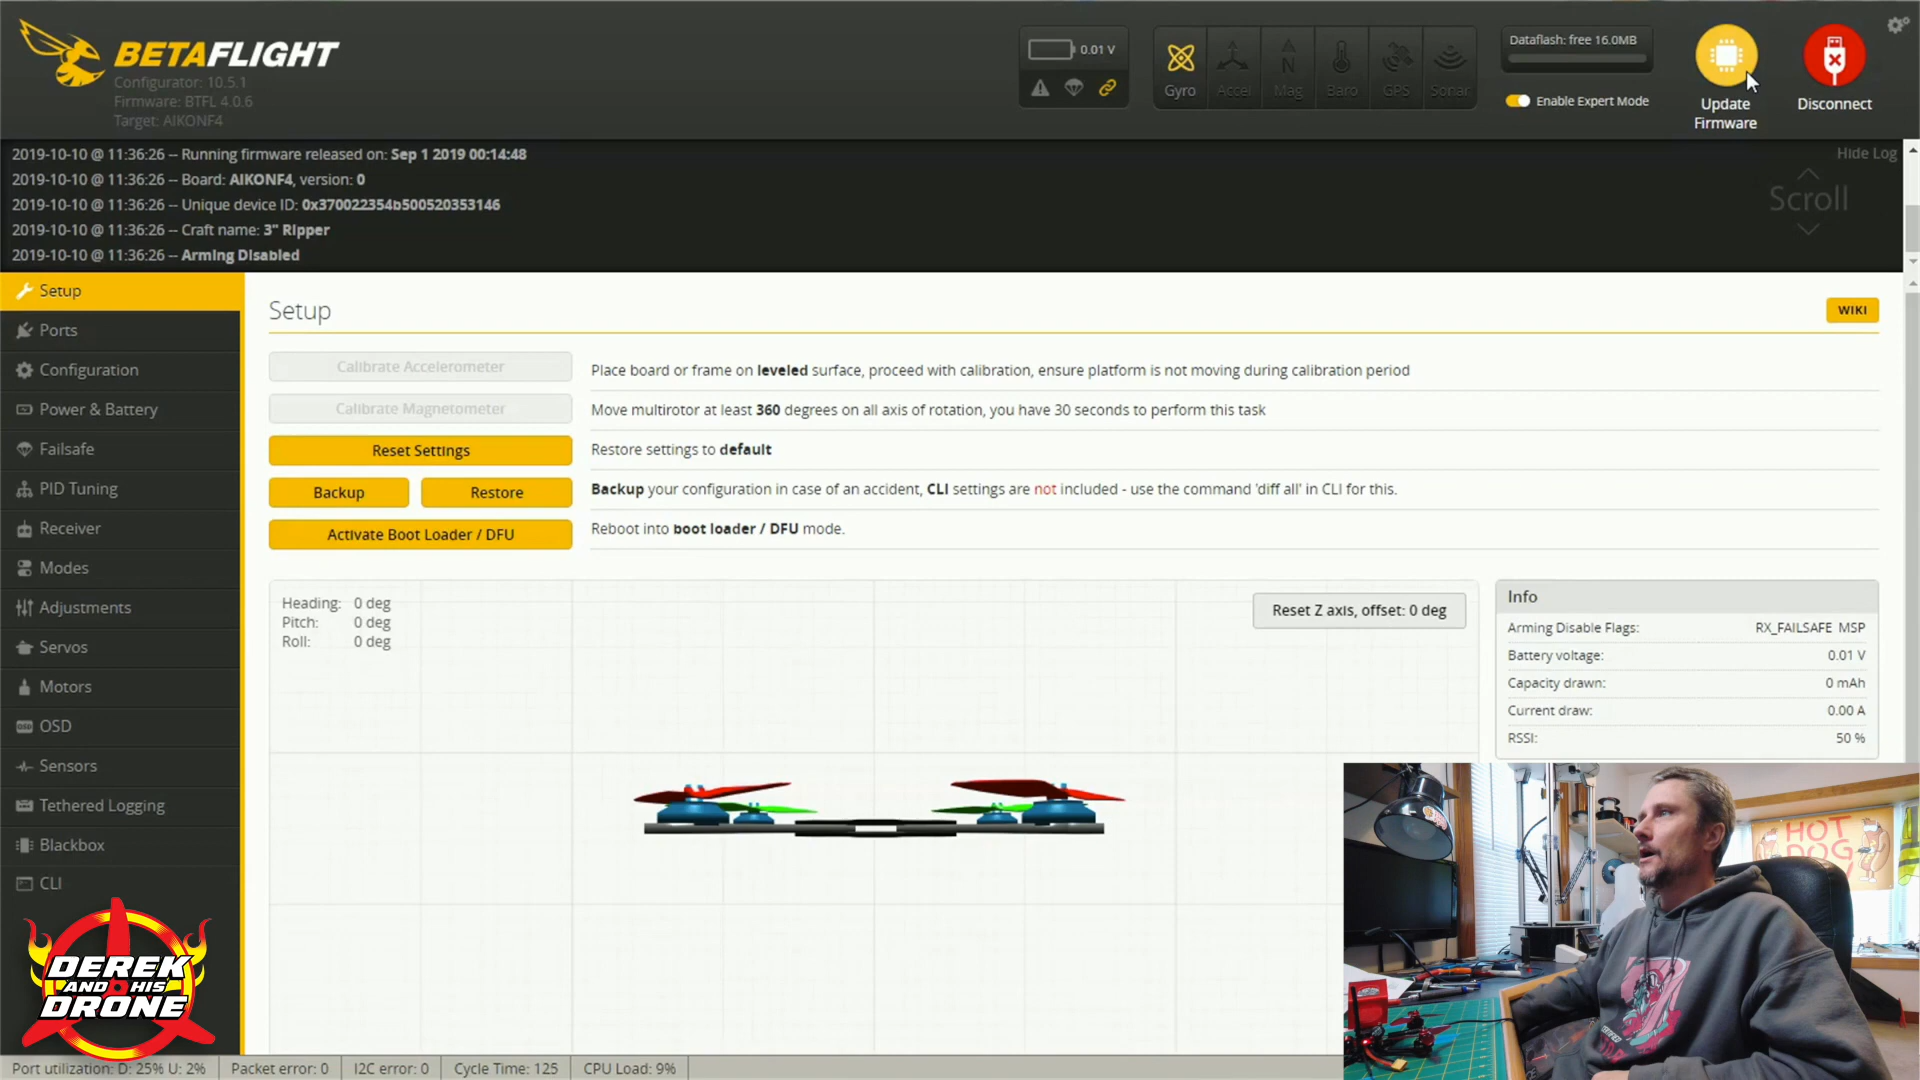 BETAFLIGHT
Configurator: 10.5.1
Firmware: BTFL 4.0.6
Target: AIKONF4
0.01 V
Gyro
Accel
Mag
Baro
GPS
Sonar
Dataflash: free 16.0MB
Enable Expert Mode
Update
Firmware
Disconnect
2019-10-10 @ 11:36:26 -- Running firmware released on: Sep 1 2019 00:14:48
2019-10-10 @ 11:36:26 -- Board: AIKONF4, version: 0
2019-10-10 @ 11:36:26 -- Unique device ID: 0x370022354b500520353146
2019-10-10 @ 11:36:26 -- Craft name: 3" Ripper
2019-10-10 @ 11:36:26 -- Arming Disabled
Hide Log
Scroll
Setup
Ports
Configuration
Power & Battery
Failsafe
PID Tuning
Receiver
Modes
Adjustments
Servos
Motors
OSD
Sensors
Tethered Logging
Blackbox
CLI
Setup
WIKI
Calibrate Accelerometer
Place board or frame on leveled surface, proceed with calibration, ensure platform is not moving during calibration period
Calibrate Magnetometer
Move multirotor at least 360 degrees on all axis of rotation, you have 30 seconds to perform this task
Reset Settings
Restore settings to default
Backup
Restore
Backup your configuration in case of an accident, CLI settings are not included - use the command 'diff all' in CLI for this.
Activate Boot Loader / DFU
Reboot into boot loader / DFU mode.
Heading: 0 deg
Pitch: 0 deg
Roll: 0 deg
Reset Z axis, offset: 0 deg
Info
Arming Disable Flags: RX_FAILSAFE MSP
Battery voltage: 0.01 V
Capacity drawn: 0 mAh
Current draw: 0.00 A
RSSI: 50 %
HOT
DOG
DEREK
AND HIS
DRONE
Port utilization: D: 25% U: 2%
Packet error: 0
I2C error: 0
Cycle Time: 125
CPU Load: 9%